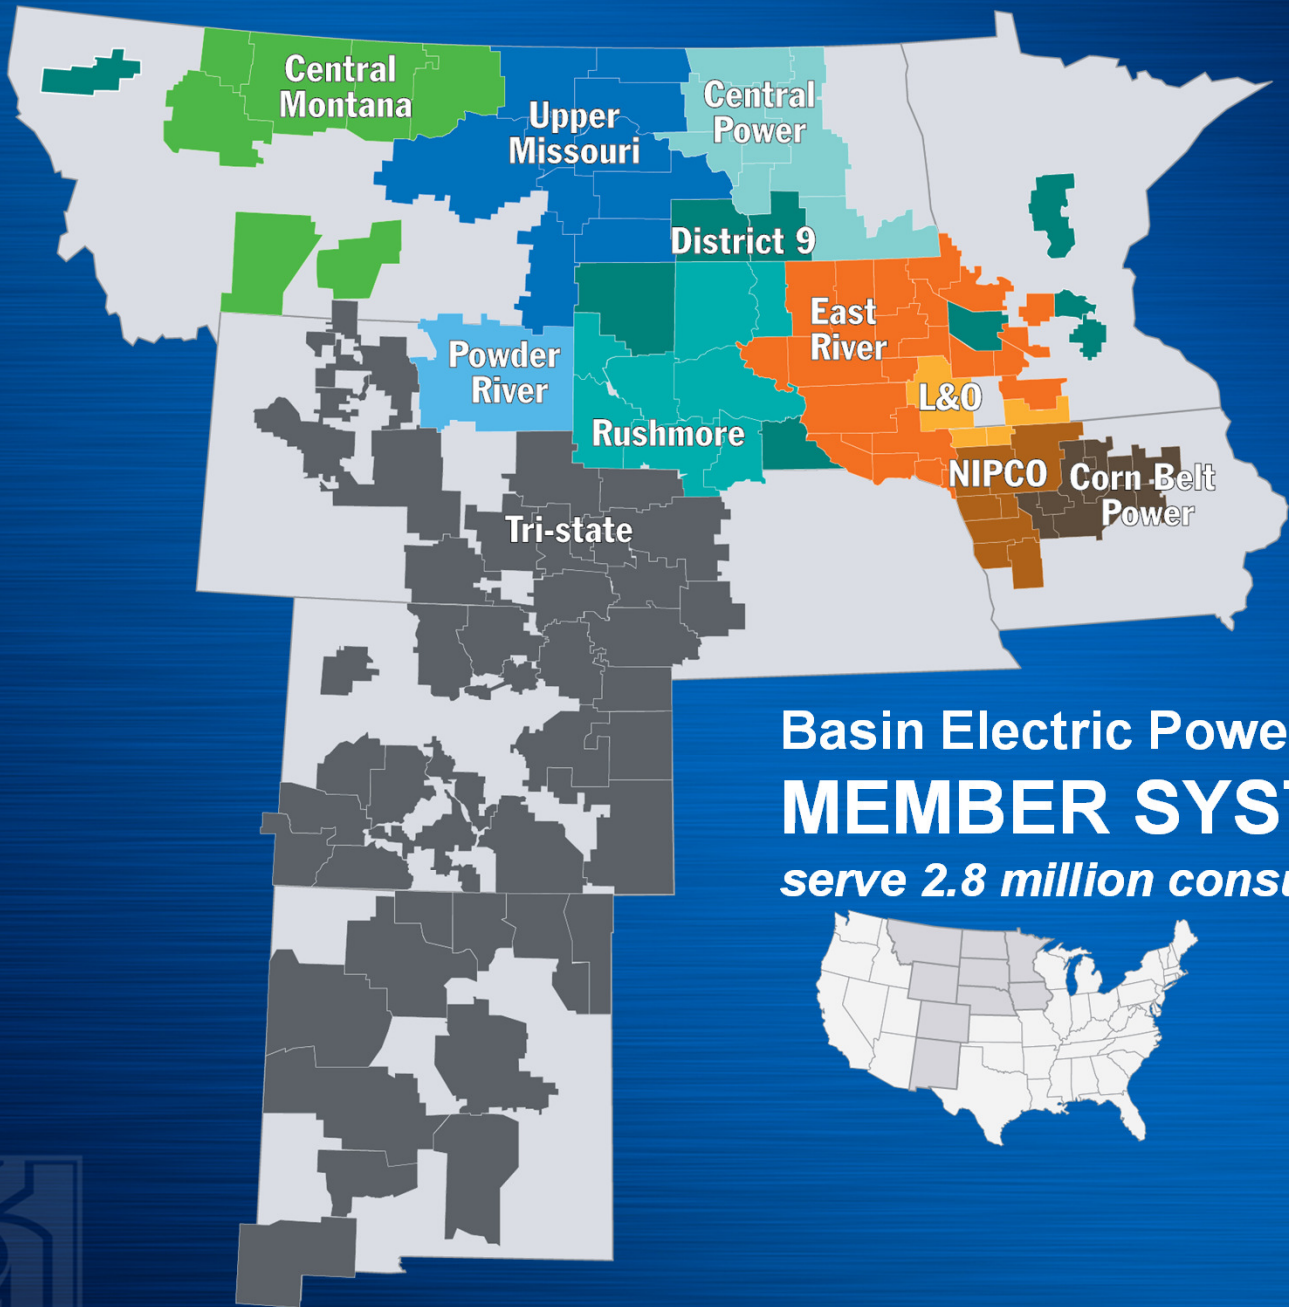 Central
Montana
Upper
Missouri
Central
Power
District 9
East
River
Powder
River
L&O
Rushmore
NIPCO
Corn Belt
Power
Tri-state
Basin Electric Powe
MEMBER SYS
serve 2.8 million consu